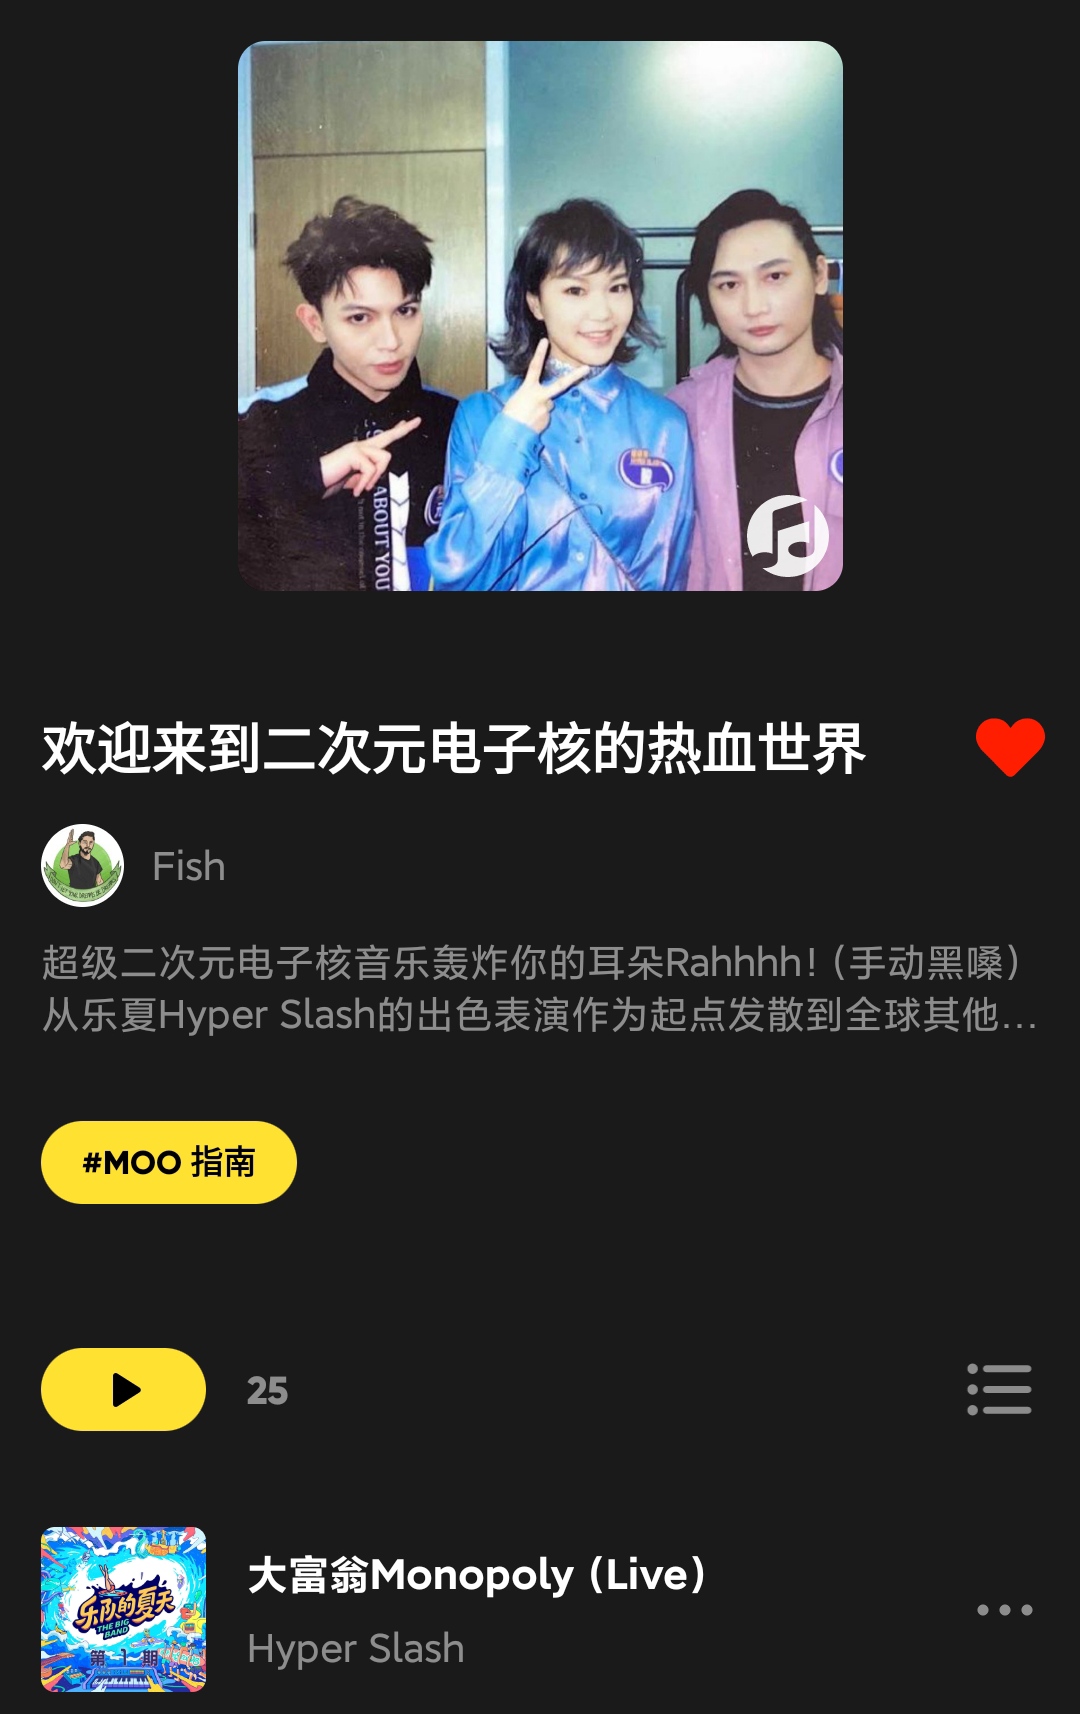 ABOUT YOU
欢迎来到二次元电子核的热血世界
Fish
超级二次元电子核音乐轰炸你的耳朵Rahhhh！（手动黑嗓）
从乐夏Hyper Slash的出色表演作为起点发散到全球其他...
#MOO 指南
25
乐队的夏天
THE BIG BAND
第1期
大富翁Monopoly (Live)
Hyper Slash